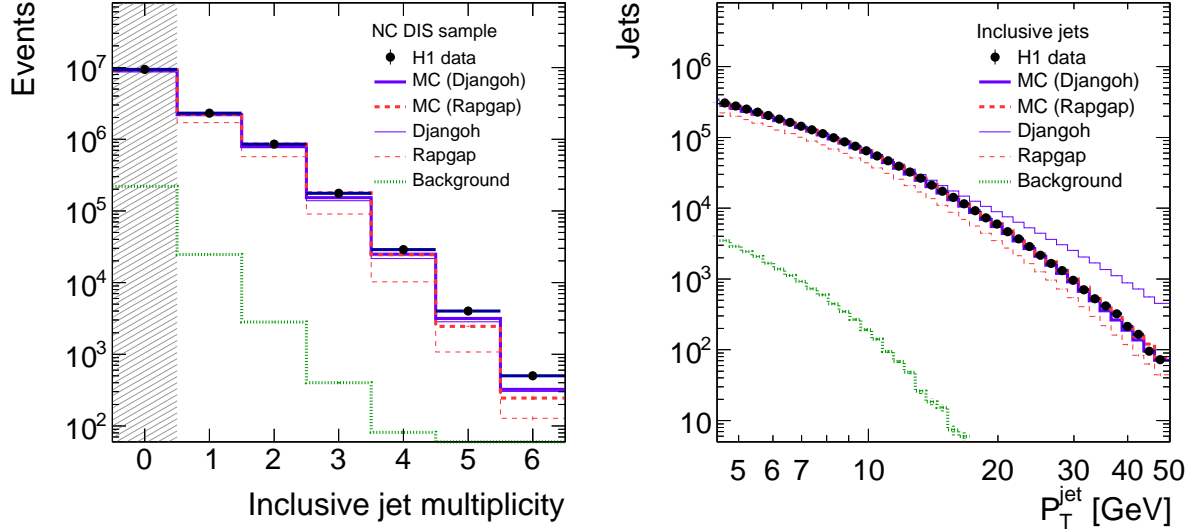 Events
10^7
10^6
10^5
10^4
10^3
10^2
NC DIS sample
H1 data
MC (Djangoh)
MC (Rapgap)
Djangoh
Rapgap
Background
0 1 2 3 4 5 6
Inclusive jet multiplicity
Jets
10^6
10^5
10^4
10^3
10^2
10
Inclusive jets
H1 data
MC (Djangoh)
MC (Rapgap)
Djangoh
Rapgap
Background
5 6 7 10 20 30 40 50
P_T^jet [GeV]